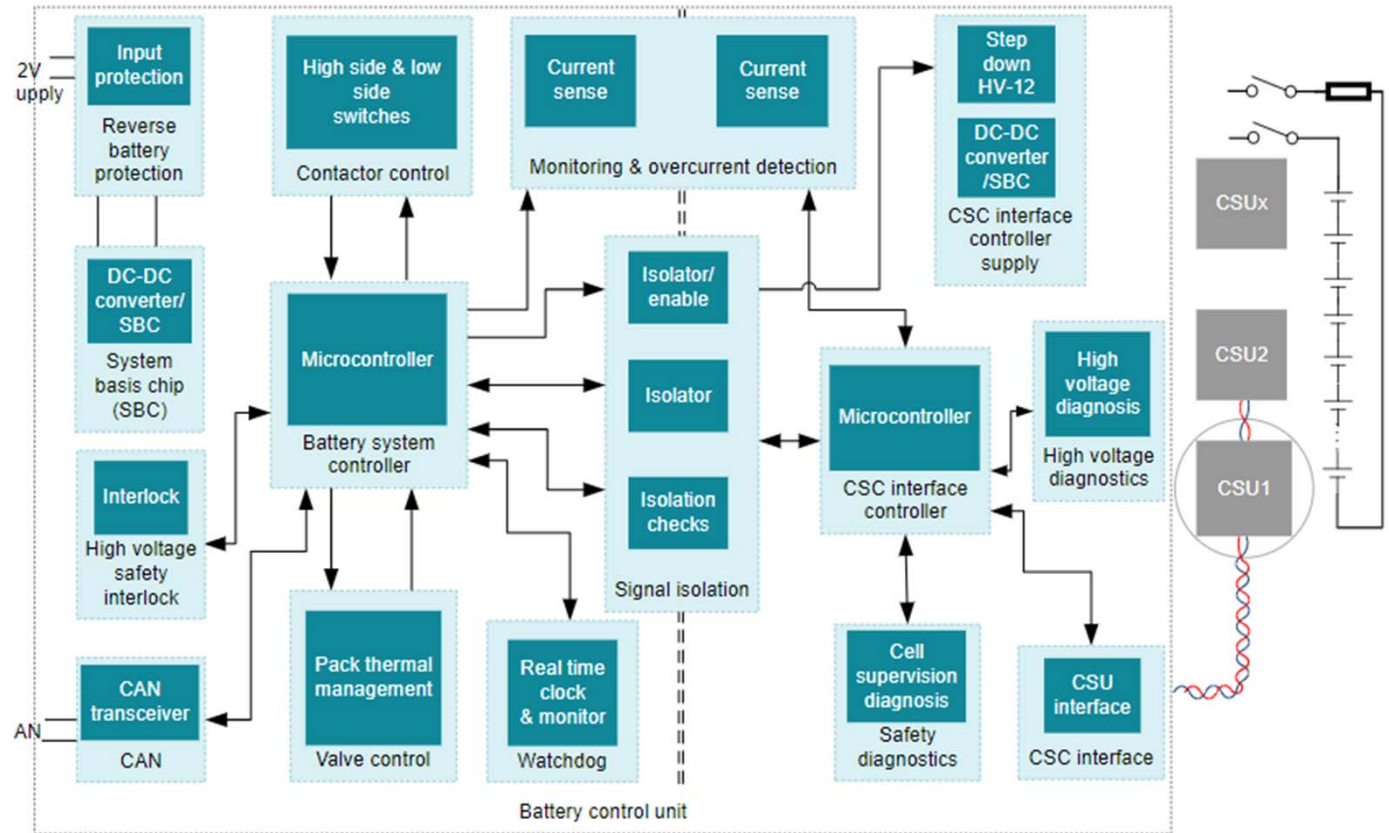 Input
protection
Reverse
battery
protection
2V
upply
High side & low
side
switches
Contactor control
Current
sense
Current
sense
Monitoring & overcurrent detection
Step
down
HV-12
DC-DC
converter
/SBC
CSC interface
controller
supply
DC-DC
converter/
SBC
System
basis chip
(SBC)
Microcontroller
Battery system
controller
Isolator/
enable
Isolator
Isolation
checks
Signal isolation
Microcontroller
CSC interface
controller
High
voltage
diagnosis
High voltage
diagnostics
Interlock
High voltage
safety
interlock
CAN
transceiver
CAN
AN
Pack thermal
management
Valve control
Real time
clock
& monitor
Watchdog
Cell
supervision
diagnosis
Safety
diagnostics
CSU
interface
CSC interface
Battery control unit
CSUx
CSU2
CSU1